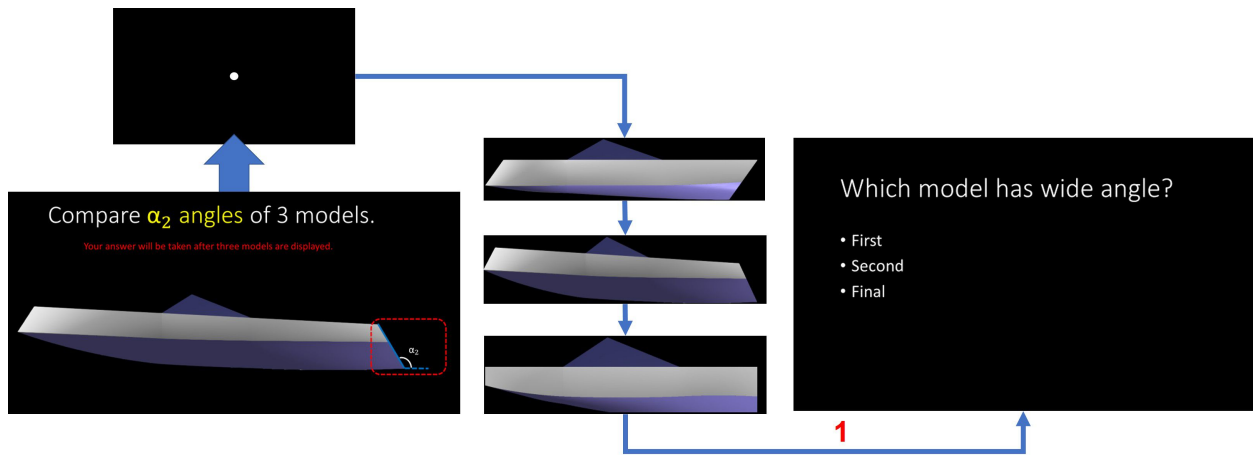 Compare α₂ angles of 3 models.
Your answer will be taken after three models are displayed.
α₂
Which model has wide angle?
• First
• Second
• Final
1